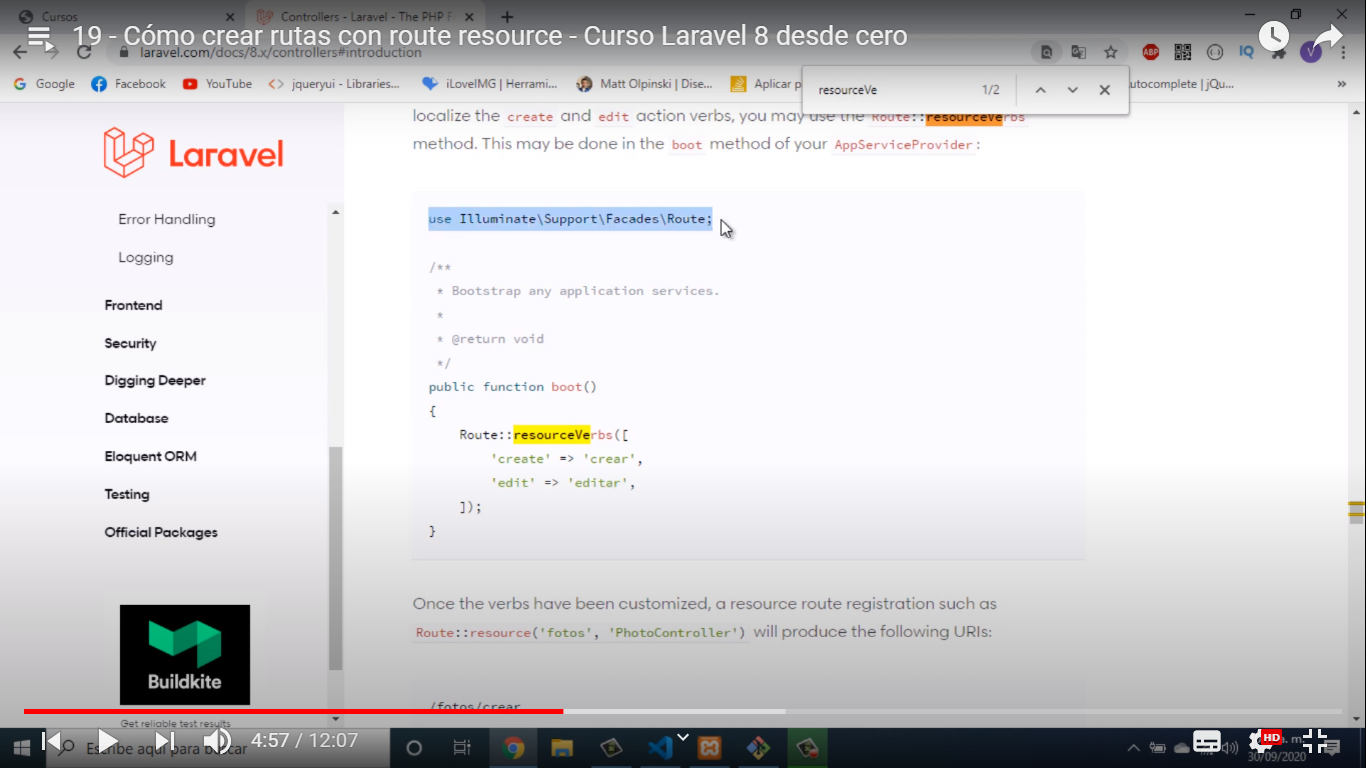 Cursos
Controllers - Laravel - The PHP F
19 - Cómo crear rutas con route resource - Curso Laravel 8 desde cero
laravel.com/docs/8.x/controllers#introduction
ABP
IQ
V
Google
Facebook
YouTube
jqueryui - Libraries...
iLoveIMG | Herrami...
Matt Olpinski | Dise...
Aplicar p
utocomplete | jQu...
»
resourceVe
1/2
localize the create and edit action verbs, you may use the Route::resourceVerbs
method. This may be done in the boot method of your AppServiceProvider:
Laravel
Error Handling
Logging
Frontend
Security
Digging Deeper
Database
Eloquent ORM
Testing
Official Packages
use Illuminate\Support\Facades\Route;
/**
* Bootstrap any application services.
*
* @return void
*/
public function boot()
{
Route::resourceVerbs([
'create' => 'crear',
'edit' => 'editar',
]);
}
Once the verbs have been customized, a resource route registration such as
Route::resource('fotos', 'PhotoController') will produce the following URIs:
/fotos/crear
Buildkite
Get reliable test results
Escribe aquí para buscar
4:57 / 12:07
HD
a. m.
30/09/2020